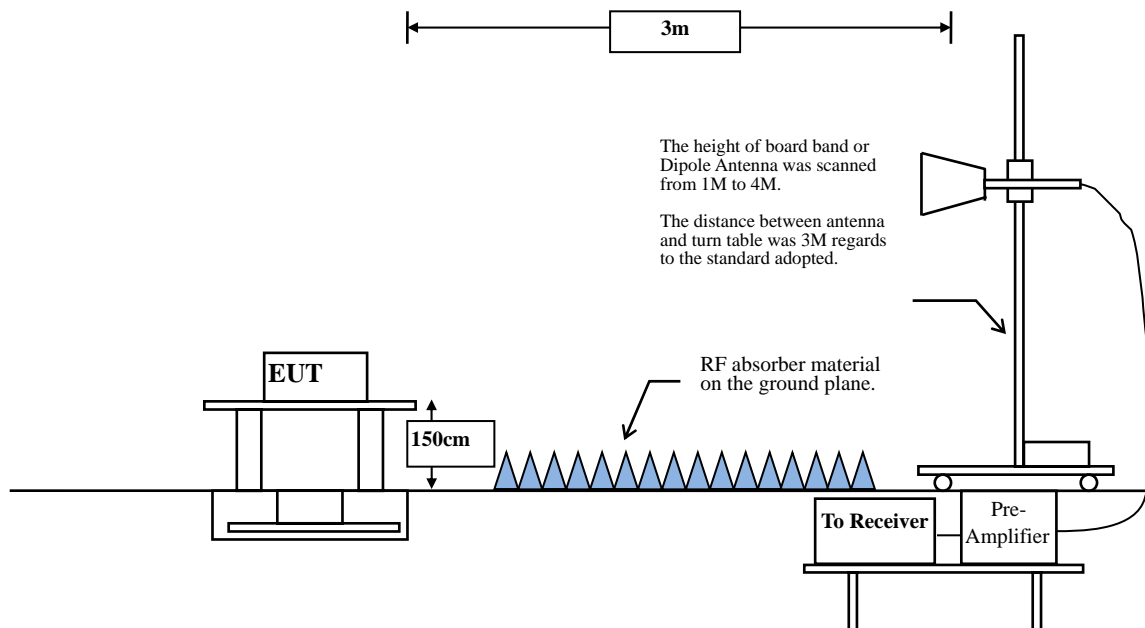 3m
The height of board band or
Dipole Antenna was scanned
from 1M to 4M.
The distance between antenna
and turn table was 3M regards
to the standard adopted.
EUT
RF absorber material
on the ground plane.
150cm
To Receiver
Pre-
Amplifier